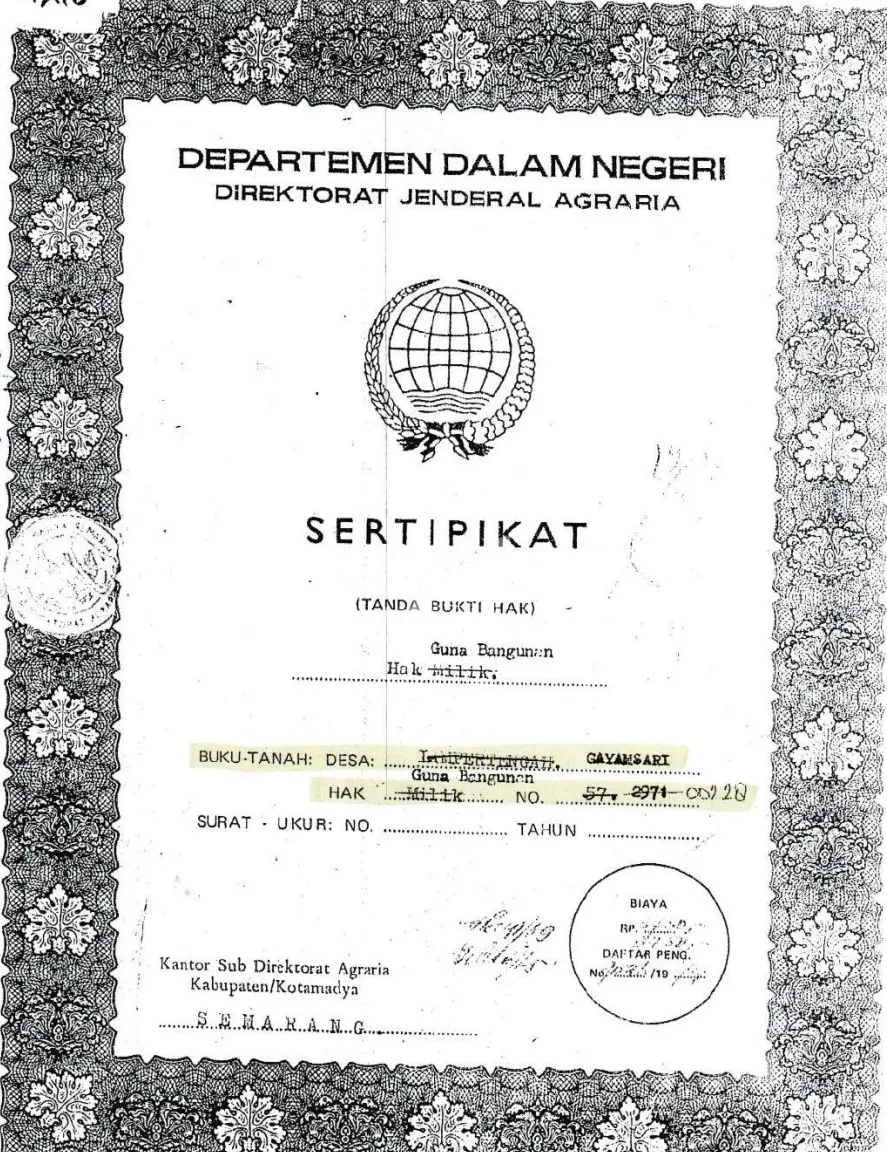 DEPARTEMEN DALAM NEGERI
DIREKTORAT JENDERAL AGRARIA
SERTIPIKAT
(TANDA BUKTI HAK)
Guna Bangunan
Hak Milik.
BUKU-TANAH: DESA: LAMPERTENGAH. GAYAMSARI
Guna Bangunan
HAK Milik NO. 57. 2971-00220
SURAT - UKUR: NO. TAHUN
BIAYA
RP.
DAFTAR PENG.
No /19
Kantor Sub Direktorat Agraria
Kabupaten/Kotamadya
SEMARANG